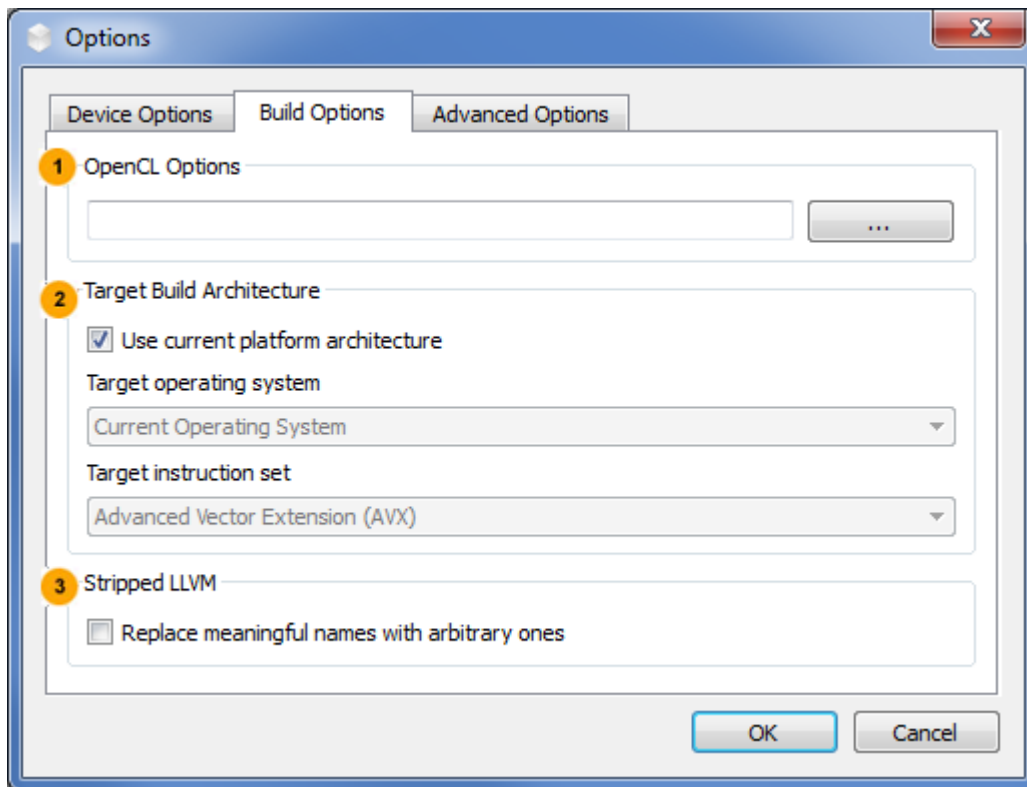 Options
X
Device Options Build Options Advanced Options
1 OpenCL Options
...
2 Target Build Architecture
Use current platform architecture
Target operating system
Current Operating System
Target instruction set
Advanced Vector Extension (AVX)
3 Stripped LLVM
Replace meaningful names with arbitrary ones
OK Cancel